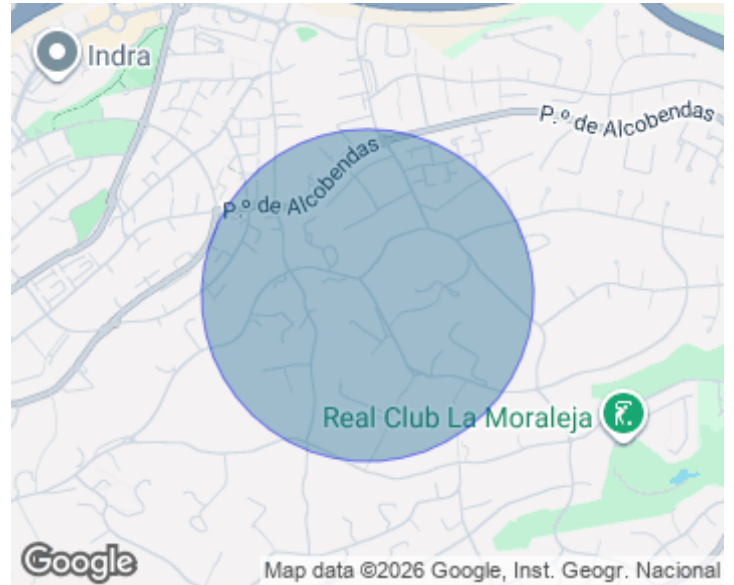 Indra
P.º de Alcobendas
P.º de Alcobendas
Real Club La Moraleja
Google
Map data ©2026 Google, Inst. Geogr. Nacional